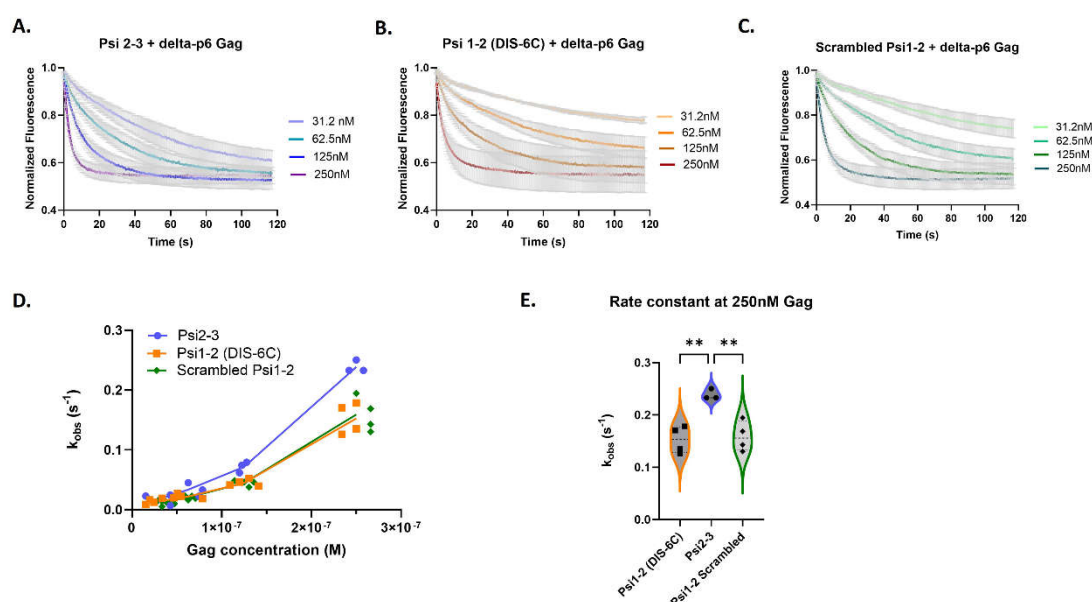 A.
Psi 2-3 + delta-p6 Gag
Normalized Fluorescence
1.0
0.8
0.6
0.4
0 20 40 60 80 100 120
Time (s)
31.2 nM
62.5nM
125nM
250nM
B.
Psi 1-2 (DIS-6C) + delta-p6 Gag
Normalized Fluorescence
1.0
0.8
0.6
0.4
0 20 40 60 80 100 120
Time (s)
31.2nM
62.5nM
125nM
250nM
C.
Scrambled Psi1-2 + delta-p6 Gag
Normalized Fluorescence
1.0
0.8
0.6
0.4
0 20 40 60 80 100 120
Time (s)
31.2nM
62.5nM
125nM
250nM
D.
kobs (s⁻¹)
0.3
0.2
0.1
0.0
Psi2-3
Psi1-2 (DIS-6C)
Scrambled Psi1-2
0 1×10⁻⁷ 2×10⁻⁷ 3×10⁻⁷
Gag concentration (M)
E.
Rate constant at 250nM Gag
** **
kobs (s⁻¹)
0.3
0.2
0.1
0.0
Psi1-2 (DIS-6C)
Psi2-3
Psi1-2 Scrambled